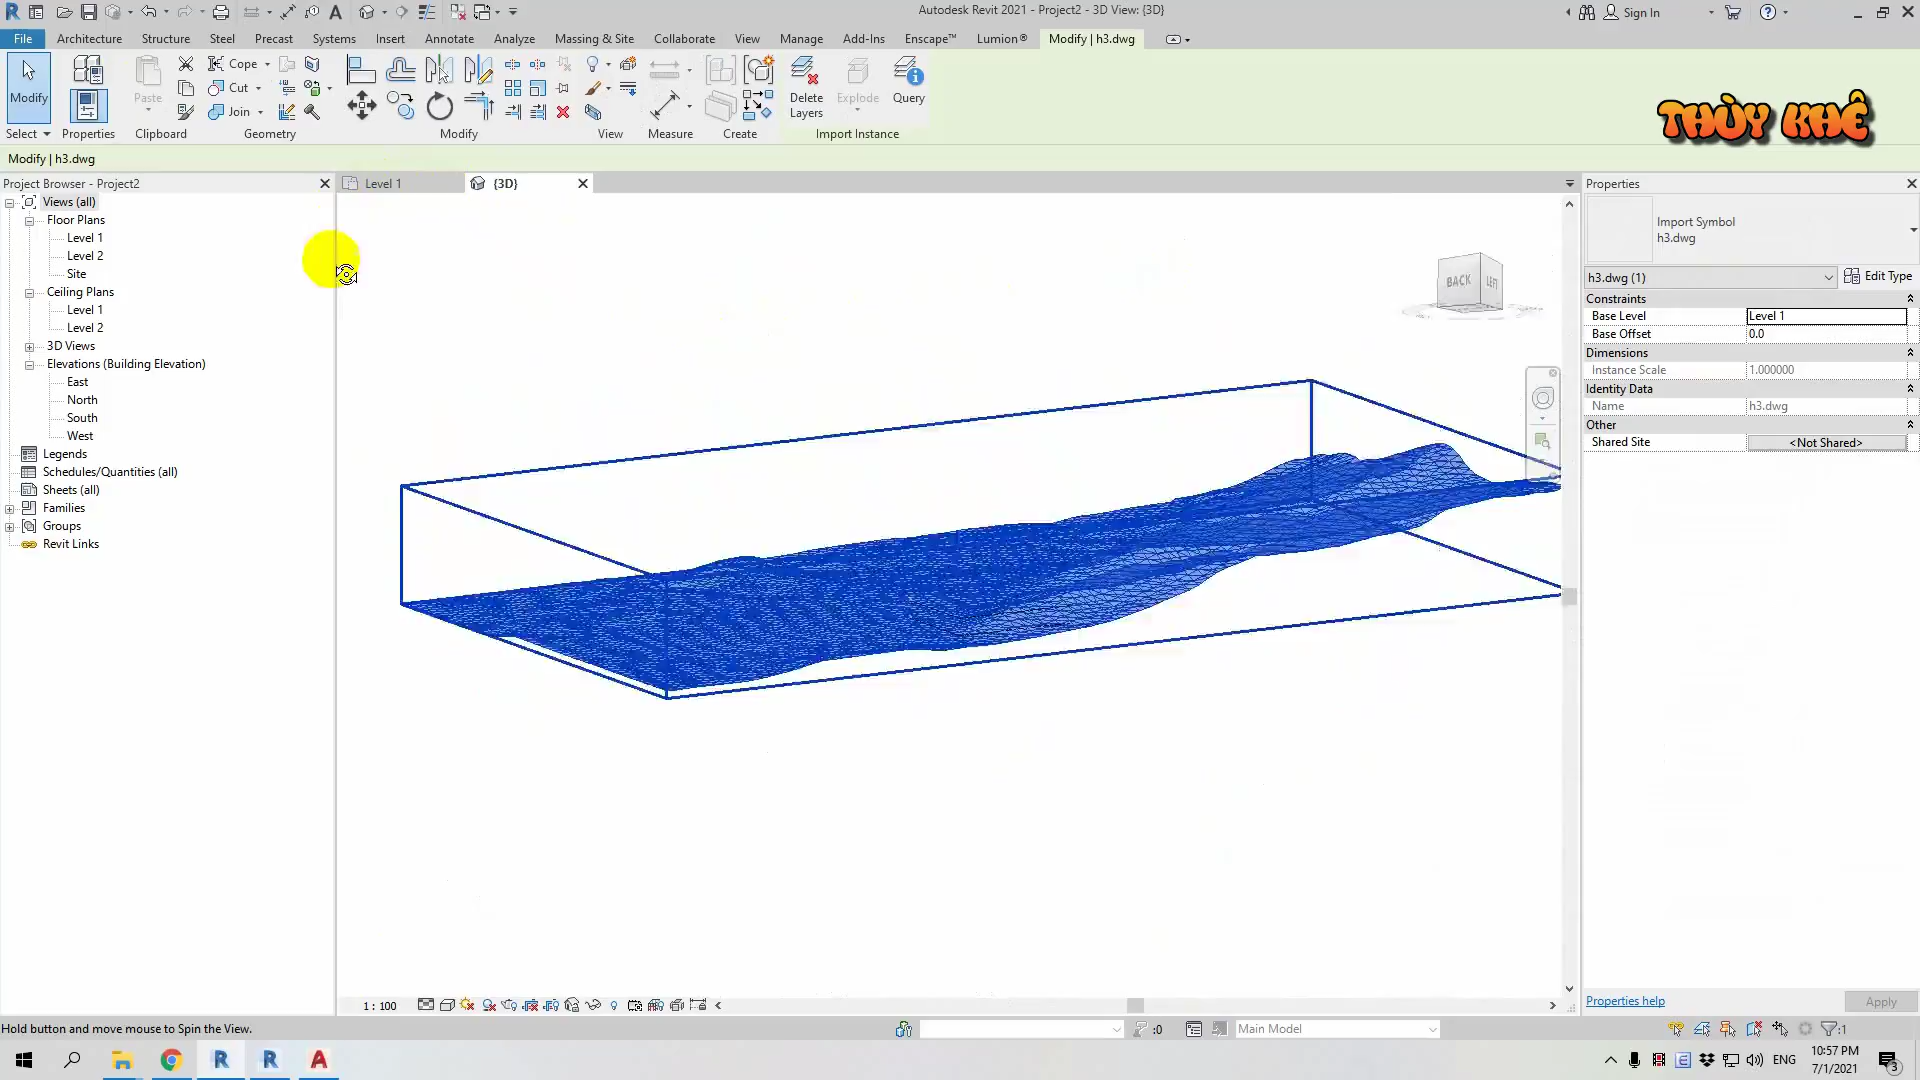 Autodesk Revit 2021 - Project2 - 3D View: {3D}
Sign In
File Architecture Structure Steel Precast Systems Insert Annotate Analyze Massing & Site Collaborate View Manage Add-Ins Enscape™ Lumion® Modify | h3.dwg
Modify
Paste
Cope
Cut
Join
Delete Layers
Explode
Query
Select Properties Clipboard Geometry Modify View Measure Create Import Instance
THỦY KHÊ
Modify | h3.dwg
Project Browser - Project2
Level 1
{3D}
Views (all)
Floor Plans
Level 1
Level 2
Site
Ceiling Plans
Level 1
Level 2
3D Views
Elevations (Building Elevation)
East
North
South
West
Legends
Schedules/Quantities (all)
Sheets (all)
Families
Groups
Revit Links
BACK LEFT
Properties
Import Symbol
h3.dwg
h3.dwg (1) Edit Type
Constraints
Base Level Level 1
Base Offset 0.0
Dimensions
Instance Scale 1.000000
Identity Data
Name h3.dwg
Other
Shared Site <Not Shared>
Properties help Apply
1 : 100
Hold button and move mouse to Spin the View.
:0
Main Model
:1
ENG
10:57 PM
7/1/2021
3